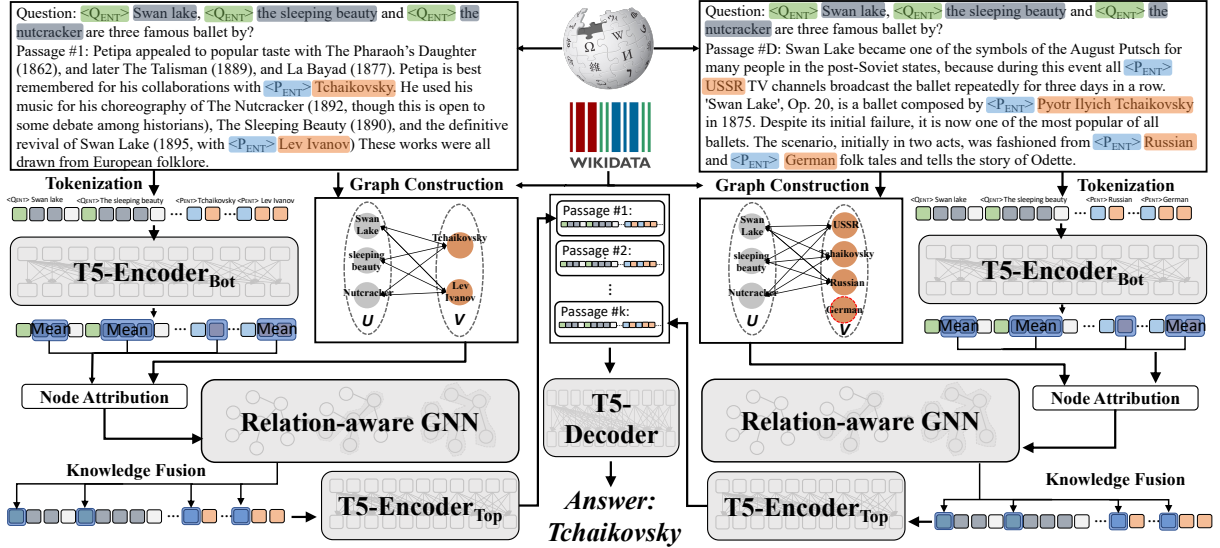 Question: <Q_ENT> Swan lake, <Q_ENT> the sleeping beauty and <Q_ENT> the
nutcracker are three famous ballet by?
Passage #1: Petipa appealed to popular taste with The Pharaoh's Daughter
(1862), and later The Talisman (1889), and La Bayad (1877). Petipa is best
remembered for his collaborations with <P_ENT> Tchaikovsky. He used his
music for his choreography of The Nutcracker (1892, though this is open to
some debate among historians), The Sleeping Beauty (1890), and the definitive
revival of Swan Lake (1895, with <P_ENT> Lev Ivanov) These works were all
drawn from European folklore.
WIKIDATA
Question: <Q_ENT> Swan lake, <Q_ENT> the sleeping beauty and <Q_ENT> the
nutcracker are three famous ballet by?
Passage #D: Swan Lake became one of the symbols of the August Putsch for
many people in the post-Soviet states, because during this event all <P_ENT>
USSR TV channels broadcast the ballet repeatedly for three days in a row.
'Swan Lake', Op. 20, is a ballet composed by <P_ENT> Pyotr Ilyich Tchaikovsky
in 1875. Despite its initial failure, it is now one of the most popular of all
ballets. The scenario, initially in two acts, was fashioned from <P_ENT> Russian
and <P_ENT> German folk tales and tells the story of Odette.
Tokenization
Graph Construction
<Q_ENT> Swan lake <Q_ENT> The sleeping beauty <P_ENT> Tchaikovsky <P_ENT> Lev Ivanov
T5-Encoder_Bot
Mean Mean Mean
Swan
Lake
sleeping
beauty
Nutcracker
Tchaikovsky
Lev
Ivanov
U V
Node Attribution
Relation-aware GNN
Knowledge Fusion
T5-Encoder_Top
Passage #1:
Passage #2:
Passage #k:
T5-
Decoder
Answer:
Tchaikovsky
Graph Construction
Tokenization
Swan
Lake
sleeping
beauty
Nutcracker
USSR
Tchaikovsky
Russian
German
U V
<Q_ENT> Swan lake <Q_ENT> The sleeping beauty <P_ENT> Russian <P_ENT> German
T5-Encoder_Bot
Mean Mean Mean
Node Attribution
Relation-aware GNN
Knowledge Fusion
T5-Encoder_Top